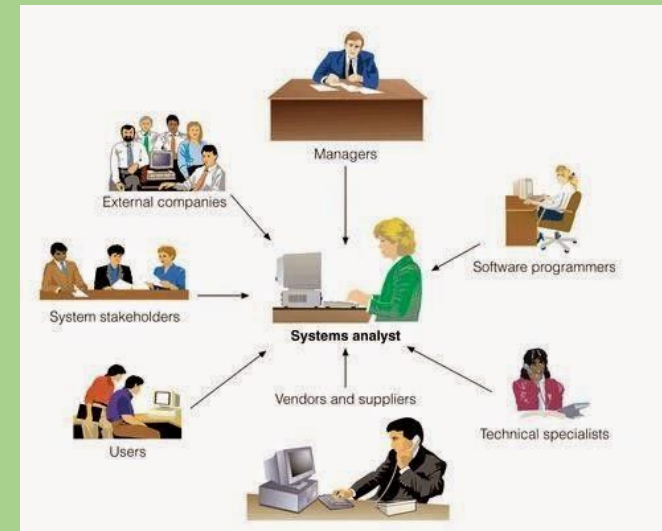 Managers
External companies
Software programmers
System stakeholders
Systems analyst
Vendors and suppliers
Technical specialists
Users